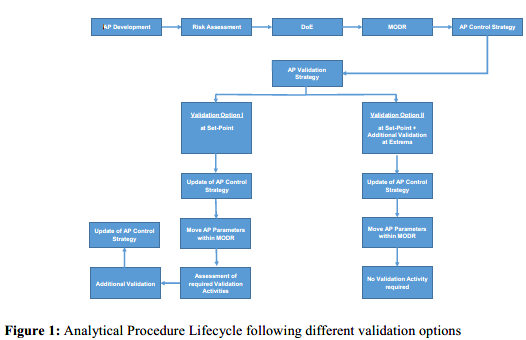 AP Development
Risk Assessment
DoE
MODR
AP Control Strategy
AP Validation
Strategy
Validation Option I
at Set-Point
Validation Option II
at Set-Point +
Additional Validation
at Extrema
Update of AP Control
Strategy
Update of AP Control
Strategy
Update of AP Control
Strategy
Move AP Parameters
within MODR
Move AP Parameters
within MODR
Additional Validation
Assessment of
required Validation
Activities
No Validation Activity
required
Figure 1: Analytical Procedure Lifecycle following different validation options